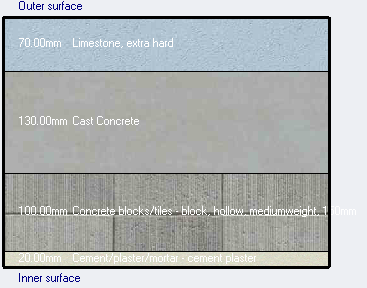 Outer surface
70.00mm Limestone, extra hard
130.00mm Cast Concrete
100.00mm Concrete blocks/tiles - block, hollow, mediumweight, 150mm
20.00mm Cement/plaster/mortar - cement plaster
Inner surface